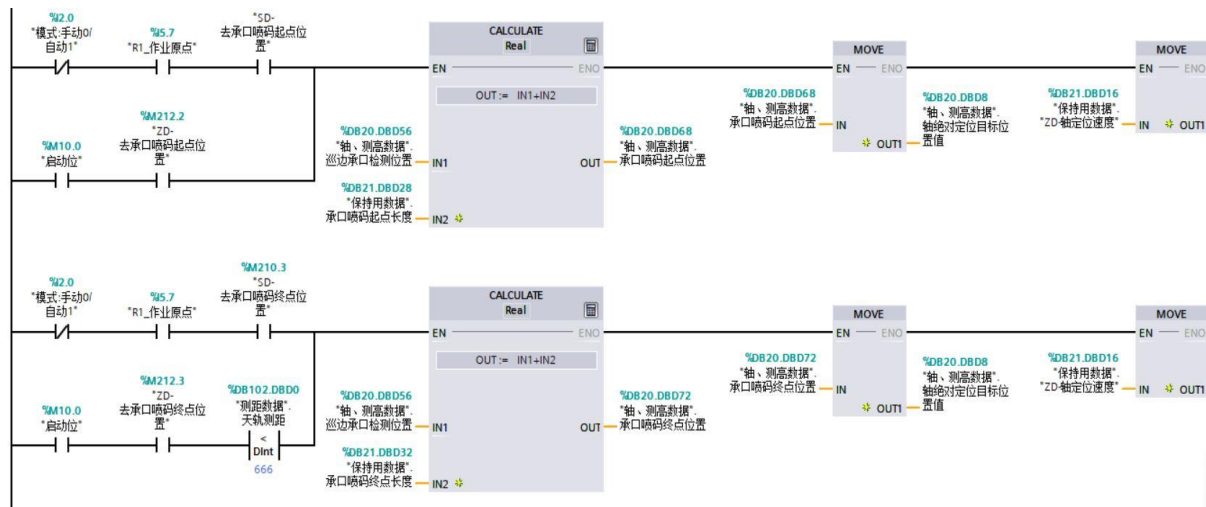 %I2.0
"模式:手动0/
自动1"
%I5.7
"R1_作业原点"
"SD-
去承口喷码起点位
置"
CALCULATE
Real
EN
ENO
OUT := IN1+IN2
%DB20.DBD56
"轴、测高数据".
巡边承口检测位置
IN1
%DB21.DBD28
"保持用数据".
承口喷码起点长度
IN2
%DB20.DBD68
"轴、测高数据".
OUT
承口喷码起点位置
MOVE
EN
ENO
%DB20.DBD68
"轴、测高数据".
承口喷码起点位置
IN
OUT1
%DB20.DBD8
"轴、测高数据".
轴绝对定位目标位
置值
MOVE
EN
ENO
%DB21.DBD16
"保持用数据".
"ZD-轴定位速度"
IN
OUT1
%M10.0
"启动位"
%M212.2
"ZD-
去承口喷码起点位
置"
%I2.0
"模式:手动0/
自动1"
%I5.7
"R1_作业原点"
%M210.3
"SD-
去承口喷码终点位
置"
CALCULATE
Real
EN
ENO
OUT := IN1+IN2
%DB20.DBD56
"轴、测高数据".
巡边承口检测位置
IN1
%DB21.DBD32
"保持用数据".
承口喷码终点长度
IN2
%DB20.DBD72
"轴、测高数据".
OUT
承口喷码终点位置
MOVE
EN
ENO
%DB20.DBD72
"轴、测高数据".
承口喷码终点位置
IN
OUT1
%DB20.DBD8
"轴、测高数据".
轴绝对定位目标位
置值
MOVE
EN
ENO
%DB21.DBD16
"保持用数据".
"ZD-轴定位速度"
IN
OUT1
%M10.0
"启动位"
%M212.3
"ZD-
去承口喷码终点位
置"
%DB102.DBD0
"测距数据".
天轨测距
<
DInt
666